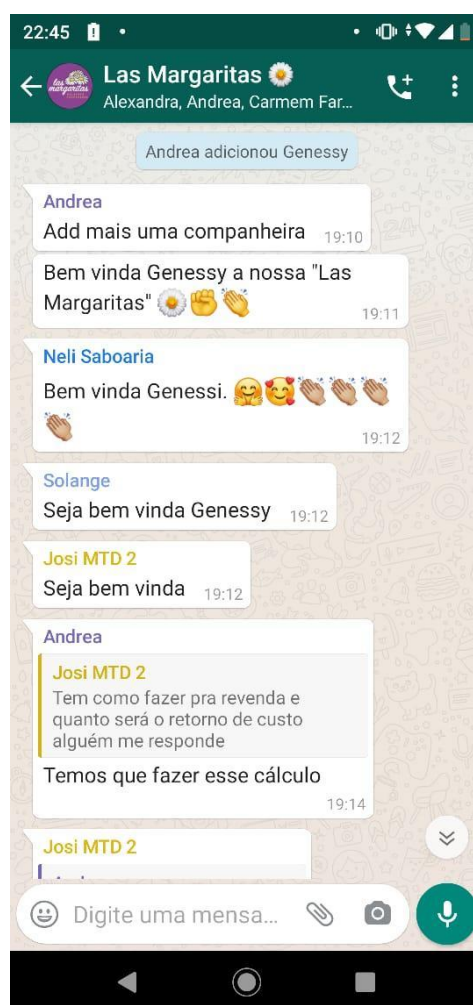 22:45
Las Margaritas
Alexandra, Andrea, Carmem Far...
Andrea adicionou Genessy
Andrea
Add mais uma companheira 19:10
Bem vinda Genessy a nossa "Las
Margaritas"
19:11
Neli Saboaria
Bem vinda Genessi.
19:12
Solange
Seja bem vinda Genessy 19:12
Josi MTD 2
Seja bem vinda 19:12
Andrea
Josi MTD 2
Tem como fazer pra revenda e
quanto será o retorno de custo
alguém me responde
Temos que fazer esse cálculo
19:14
Josi MTD 2
Digite uma mensa...